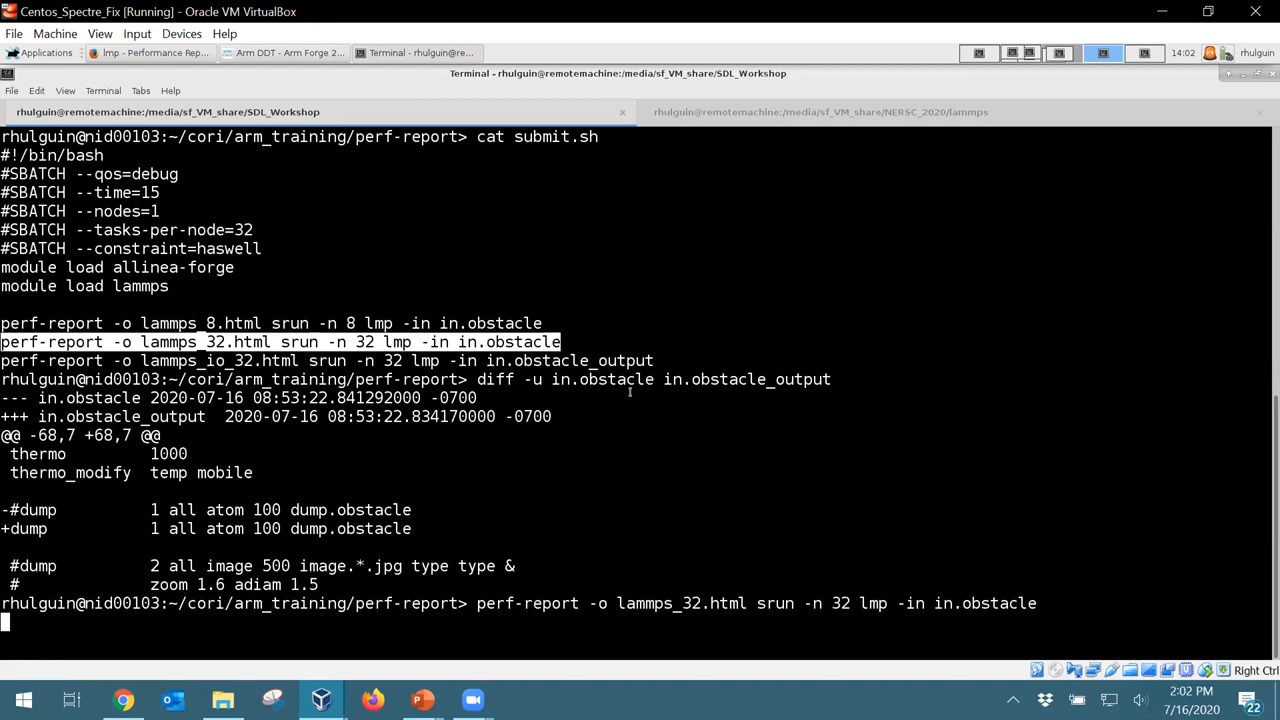 Centos_Spectre_Fix [Running] - Oracle VM VirtualBox
File Machine View Input Devices Help
Applications lmp - Performance Rep... Arm DDT - Arm Forge 2... Terminal - rhulguin@re... 14:02 rhulguin
Terminal - rhulguin@remotemachine:/media/sf_VM_share/SDL_Workshop
File Edit View Terminal Tabs Help
rhulguin@remotemachine:/media/sf_VM_share/SDL_Workshop rhulguin@remotemachine:/media/sf_VM_share/NERSC_2020/lammps
rhulguin@nid00103:~/cori/arm_training/perf-report> cat submit.sh
#!/bin/bash
#SBATCH --qos=debug
#SBATCH --time=15
#SBATCH --nodes=1
#SBATCH --tasks-per-node=32
#SBATCH --constraint=haswell
module load allinea-forge
module load lammps
perf-report -o lammps_8.html srun -n 8 lmp -in in.obstacle
perf-report -o lammps_32.html srun -n 32 lmp -in in.obstacle
perf-report -o lammps_io_32.html srun -n 32 lmp -in in.obstacle_output
rhulguin@nid00103:~/cori/arm_training/perf-report> diff -u in.obstacle in.obstacle_output
--- in.obstacle 2020-07-16 08:53:22.841292000 -0700
+++ in.obstacle_output 2020-07-16 08:53:22.834170000 -0700
@@ -68,7 +68,7 @@
thermo 1000
thermo_modify temp mobile
-#dump 1 all atom 100 dump.obstacle
+dump 1 all atom 100 dump.obstacle
#dump 2 all image 500 image.*.jpg type type &
# zoom 1.6 adiam 1.5
rhulguin@nid00103:~/cori/arm_training/perf-report> perf-report -o lammps_32.html srun -n 32 lmp -in in.obstacle
Right Ctrl
2:02 PM
7/16/2020
22